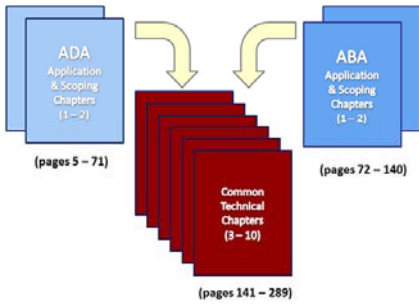 ADA
Application
& Scoping
Chapters
(1 – 2)
(pages 5 – 71)
ABA
Application
& Scoping
Chapters
(1 – 2)
(pages 72 – 140)
Common
Technical
Chapters
(3 – 10)
(pages 141 – 289)